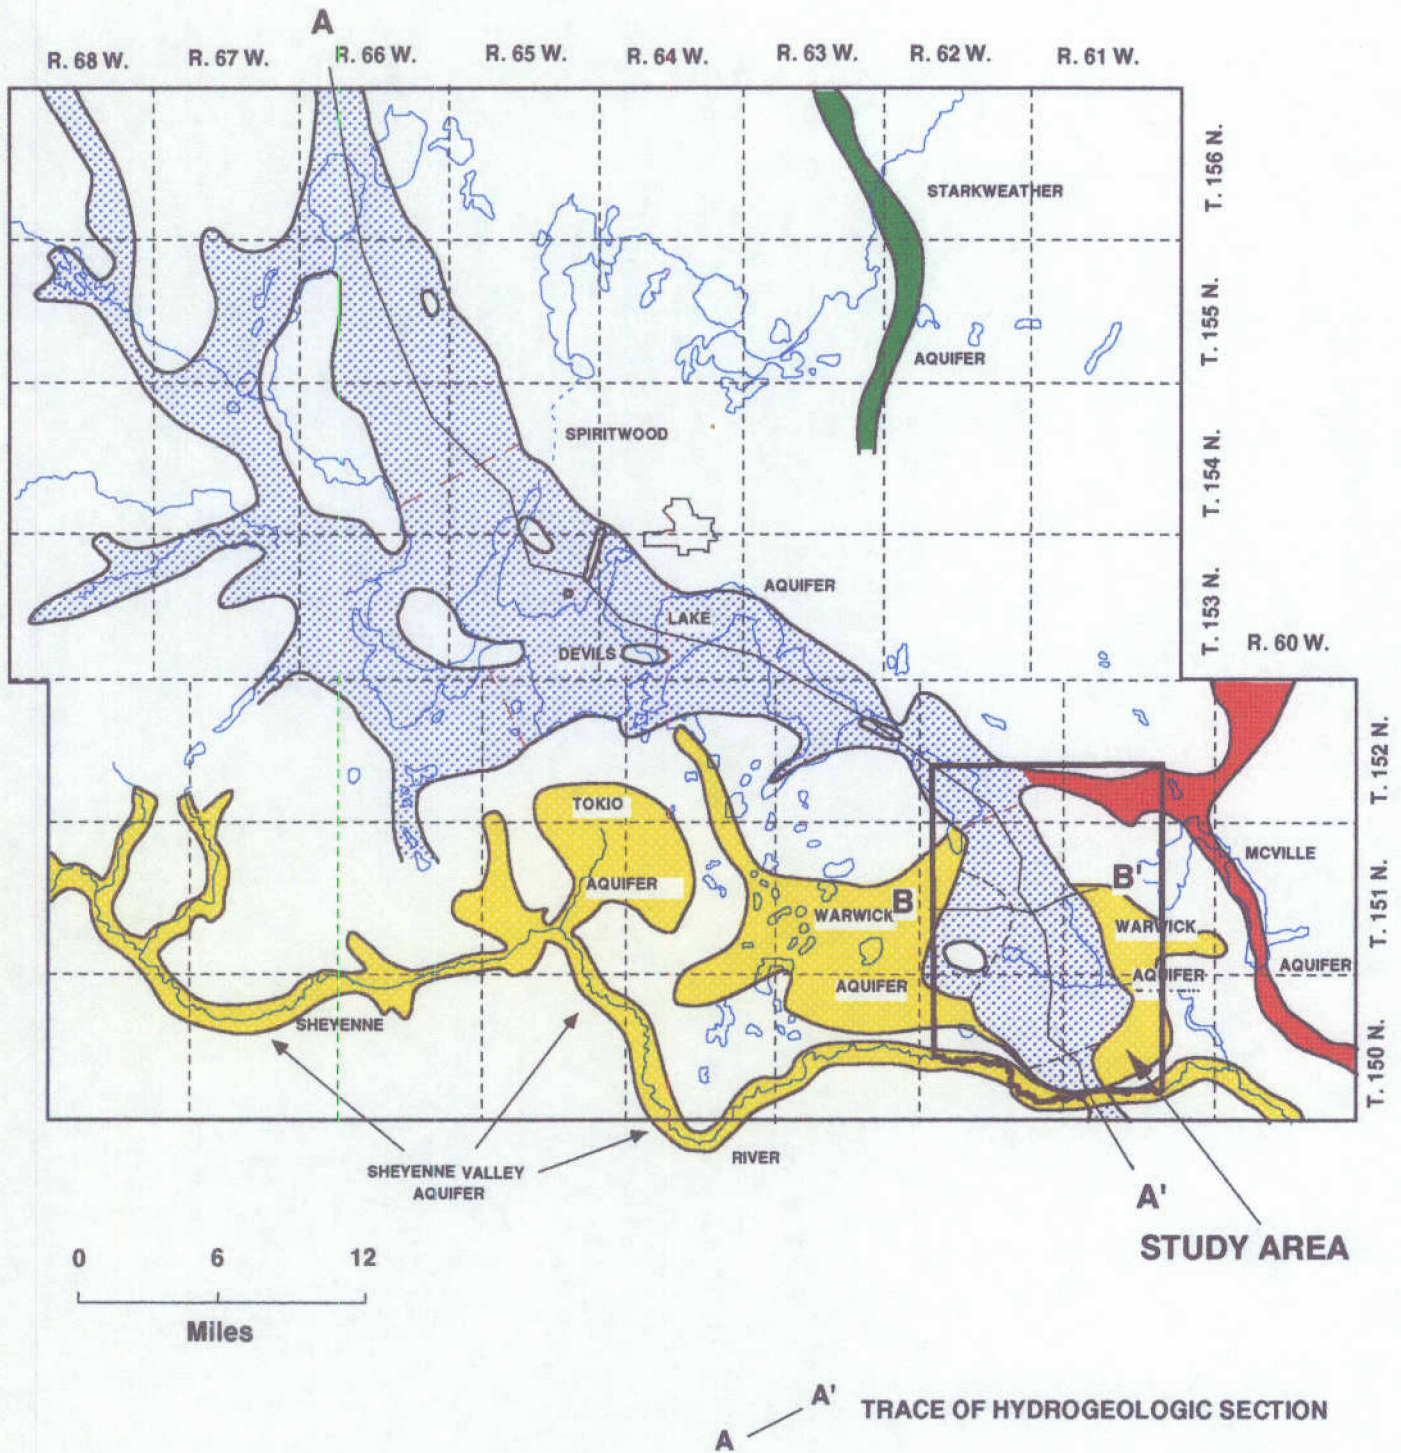 A
R. 68 W. R. 67 W. R. 66 W. R. 65 W. R. 64 W. R. 63 W. R. 62 W. R. 61 W.
T. 156 N.
STARKWEATHER
T. 155 N.
AQUIFER
SPIRITWOOD
T. 154 N.
AQUIFER
T. 153 N.
LAKE
R. 60 W.
DEVILS
T. 152 N.
TOKIO
MCVILLE
AQUIFER
B'
B
WARWICK
WARWICK
T. 151 N.
AQUIFER
AQUIFER
AQUIFER
SHEYENNE
T. 150 N.
RIVER
SHEYENNE VALLEY
AQUIFER
A'
STUDY AREA
0 6 12
Miles
A'
TRACE OF HYDROGEOLOGIC SECTION
A